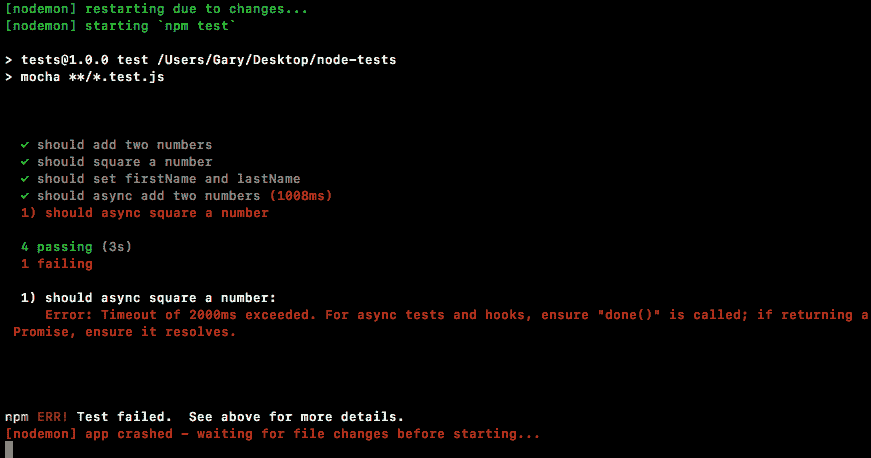 [nodemon] restarting due to changes...
[nodemon] starting `npm test`
> tests@1.0.0 test /Users/Gary/Desktop/node-tests
> mocha **/*.test.js
✓ should add two numbers
✓ should square a number
✓ should set firstName and lastName
✓ should async add two numbers (1008ms)
1) should async square a number
4 passing (3s)
1 failing
1) should async square a number:
Error: Timeout of 2000ms exceeded. For async tests and hooks, ensure "done()" is called; if returning a
Promise, ensure it resolves.
npm ERR! Test failed.  See above for more details.
[nodemon] app crashed - waiting for file changes before starting...